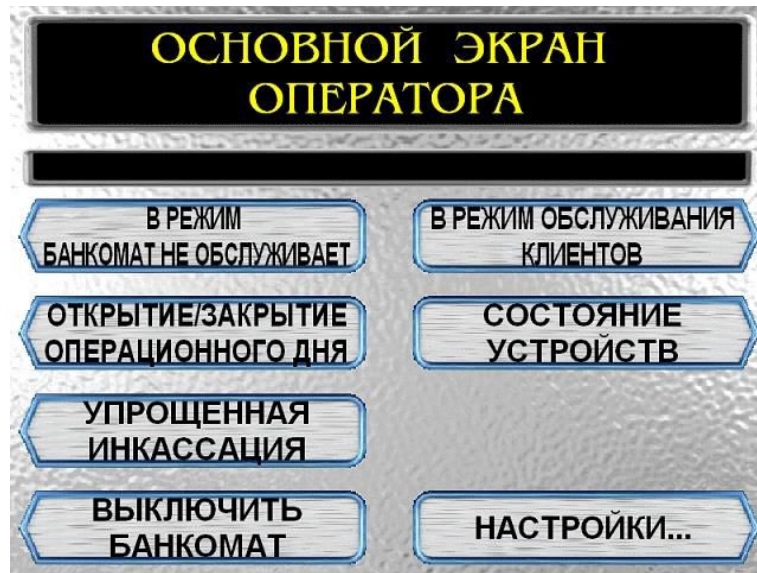 ОСНОВНОЙ ЭКРАН
ОПЕРАТОРА
В РЕЖИМ
БАНКОМАТ НЕ ОБСЛУЖИВАЕТ
В РЕЖИМ ОБСЛУЖИВАНИЯ
КЛИЕНТОВ
ОТКРЫТИЕ/ЗАКРЫТИЕ
ОПЕРАЦИОННОГО ДНЯ
СОСТОЯНИЕ
УСТРОЙСТВ
УПРОЩЕННАЯ
ИНКАССАЦИЯ
ВЫКЛЮЧИТЬ
БАНКОМАТ
НАСТРОЙКИ...